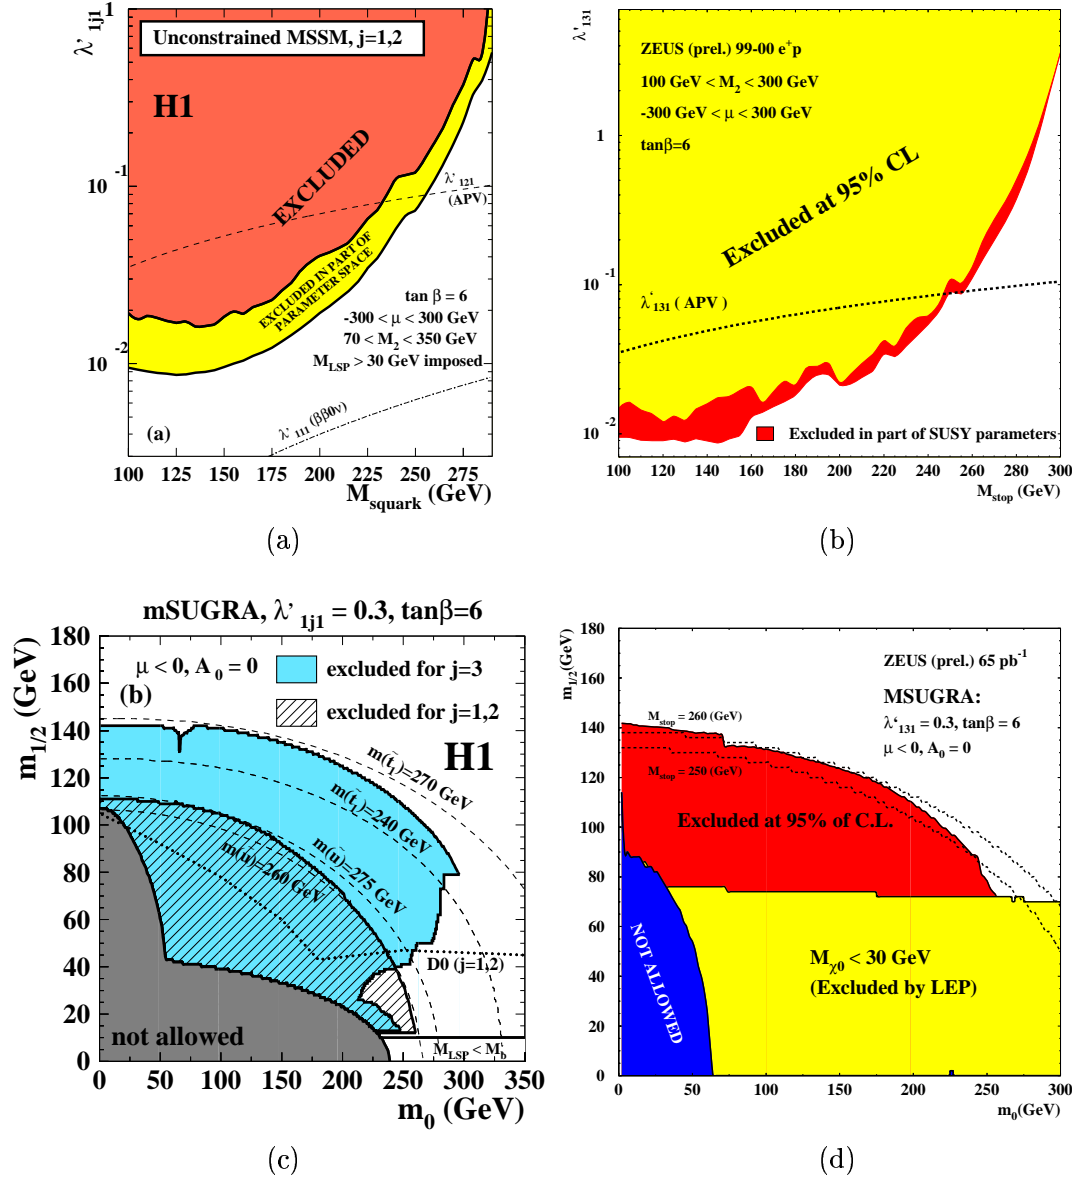 λ' 1j1
1
10 -1
10 -2
Unconstrained MSSM, j=1,2
H1
EXCLUDED
λ' 121
(APV)
EXCLUDED IN PART OF
PARAMETER SPACE
tan β = 6
-300 < μ < 300 GeV
70 < M2 < 350 GeV
MLSP > 30 GeV imposed
λ' 111 (ββ0ν)
(a)
100 125 150 175 200 225 250 275
Msquark (GeV)
(a)
λ'131
1
10 -1
10 -2
ZEUS (prel.) 99-00 e+p
100 GeV < M2 < 300 GeV
-300 GeV < μ < 300 GeV
tanβ=6
Excluded at 95% CL
λ'131 ( APV )
Excluded in part of SUSY parameters
100 120 140 160 180 200 220 240 260 280 300
Mstop (GeV)
(b)
mSUGRA, λ' 1j1 = 0.3, tanβ=6
m1/2 (GeV)
180
160
140
120
100
80
60
40
20
0
μ < 0, A0 = 0
(b)
excluded for j=3
excluded for j=1,2
H1
m(t̃1)=270 GeV
m(t̃1)=240 GeV
m(ũ)=275 GeV
m(ũ)=260 GeV
D0 (j=1,2)
not allowed
MLSP < Mb
0 50 100 150 200 250 300 350
m0 (GeV)
(c)
m1/2(GeV)
180
160
140
120
100
80
60
40
20
0
ZEUS (prel.) 65 pb-1
MSUGRA:
λ'131 = 0.3, tanβ = 6
μ < 0, A0 = 0
Mstop = 260 (GeV)
Mstop = 250 (GeV)
Excluded at 95% of C.L.
NOT ALLOWED
Mχ0 < 30 GeV
(Excluded by LEP)
0 50 100 150 200 250 300
m0(GeV)
(d)